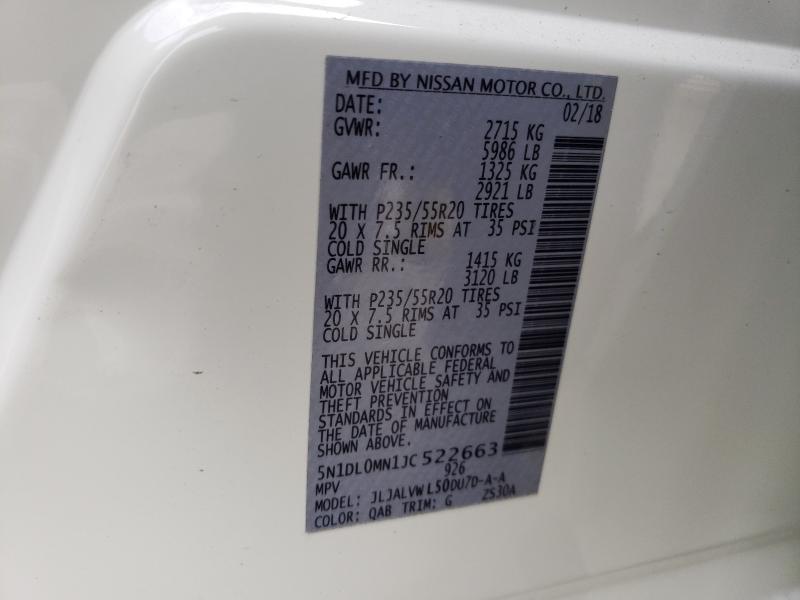 MFD BY NISSAN MOTOR CO., LTD.
DATE: 02/18
GVWR: 2715 KG
5986 LB
GAWR FR.: 1325 KG
2921 LB
WITH P235/55R20 TIRES
20 X 7.5 RIMS AT 35 PSI
COLD SINGLE
GAWR RR.: 1415 KG
3120 LB
WITH P235/55R20 TIRES
20 X 7.5 RIMS AT 35 PSI
COLD SINGLE
THIS VEHICLE CONFORMS TO
ALL APPLICABLE FEDERAL
MOTOR VEHICLE SAFETY AND
THEFT PREVENTION
STANDARDS IN EFFECT ON
THE DATE OF MANUFACTURE
SHOWN ABOVE.
5N1DL0MN1JC522663
926
MPV
MODEL: JLJALVWL50DU7D-A-A
COLOR: QAB TRIM: G 2S30A